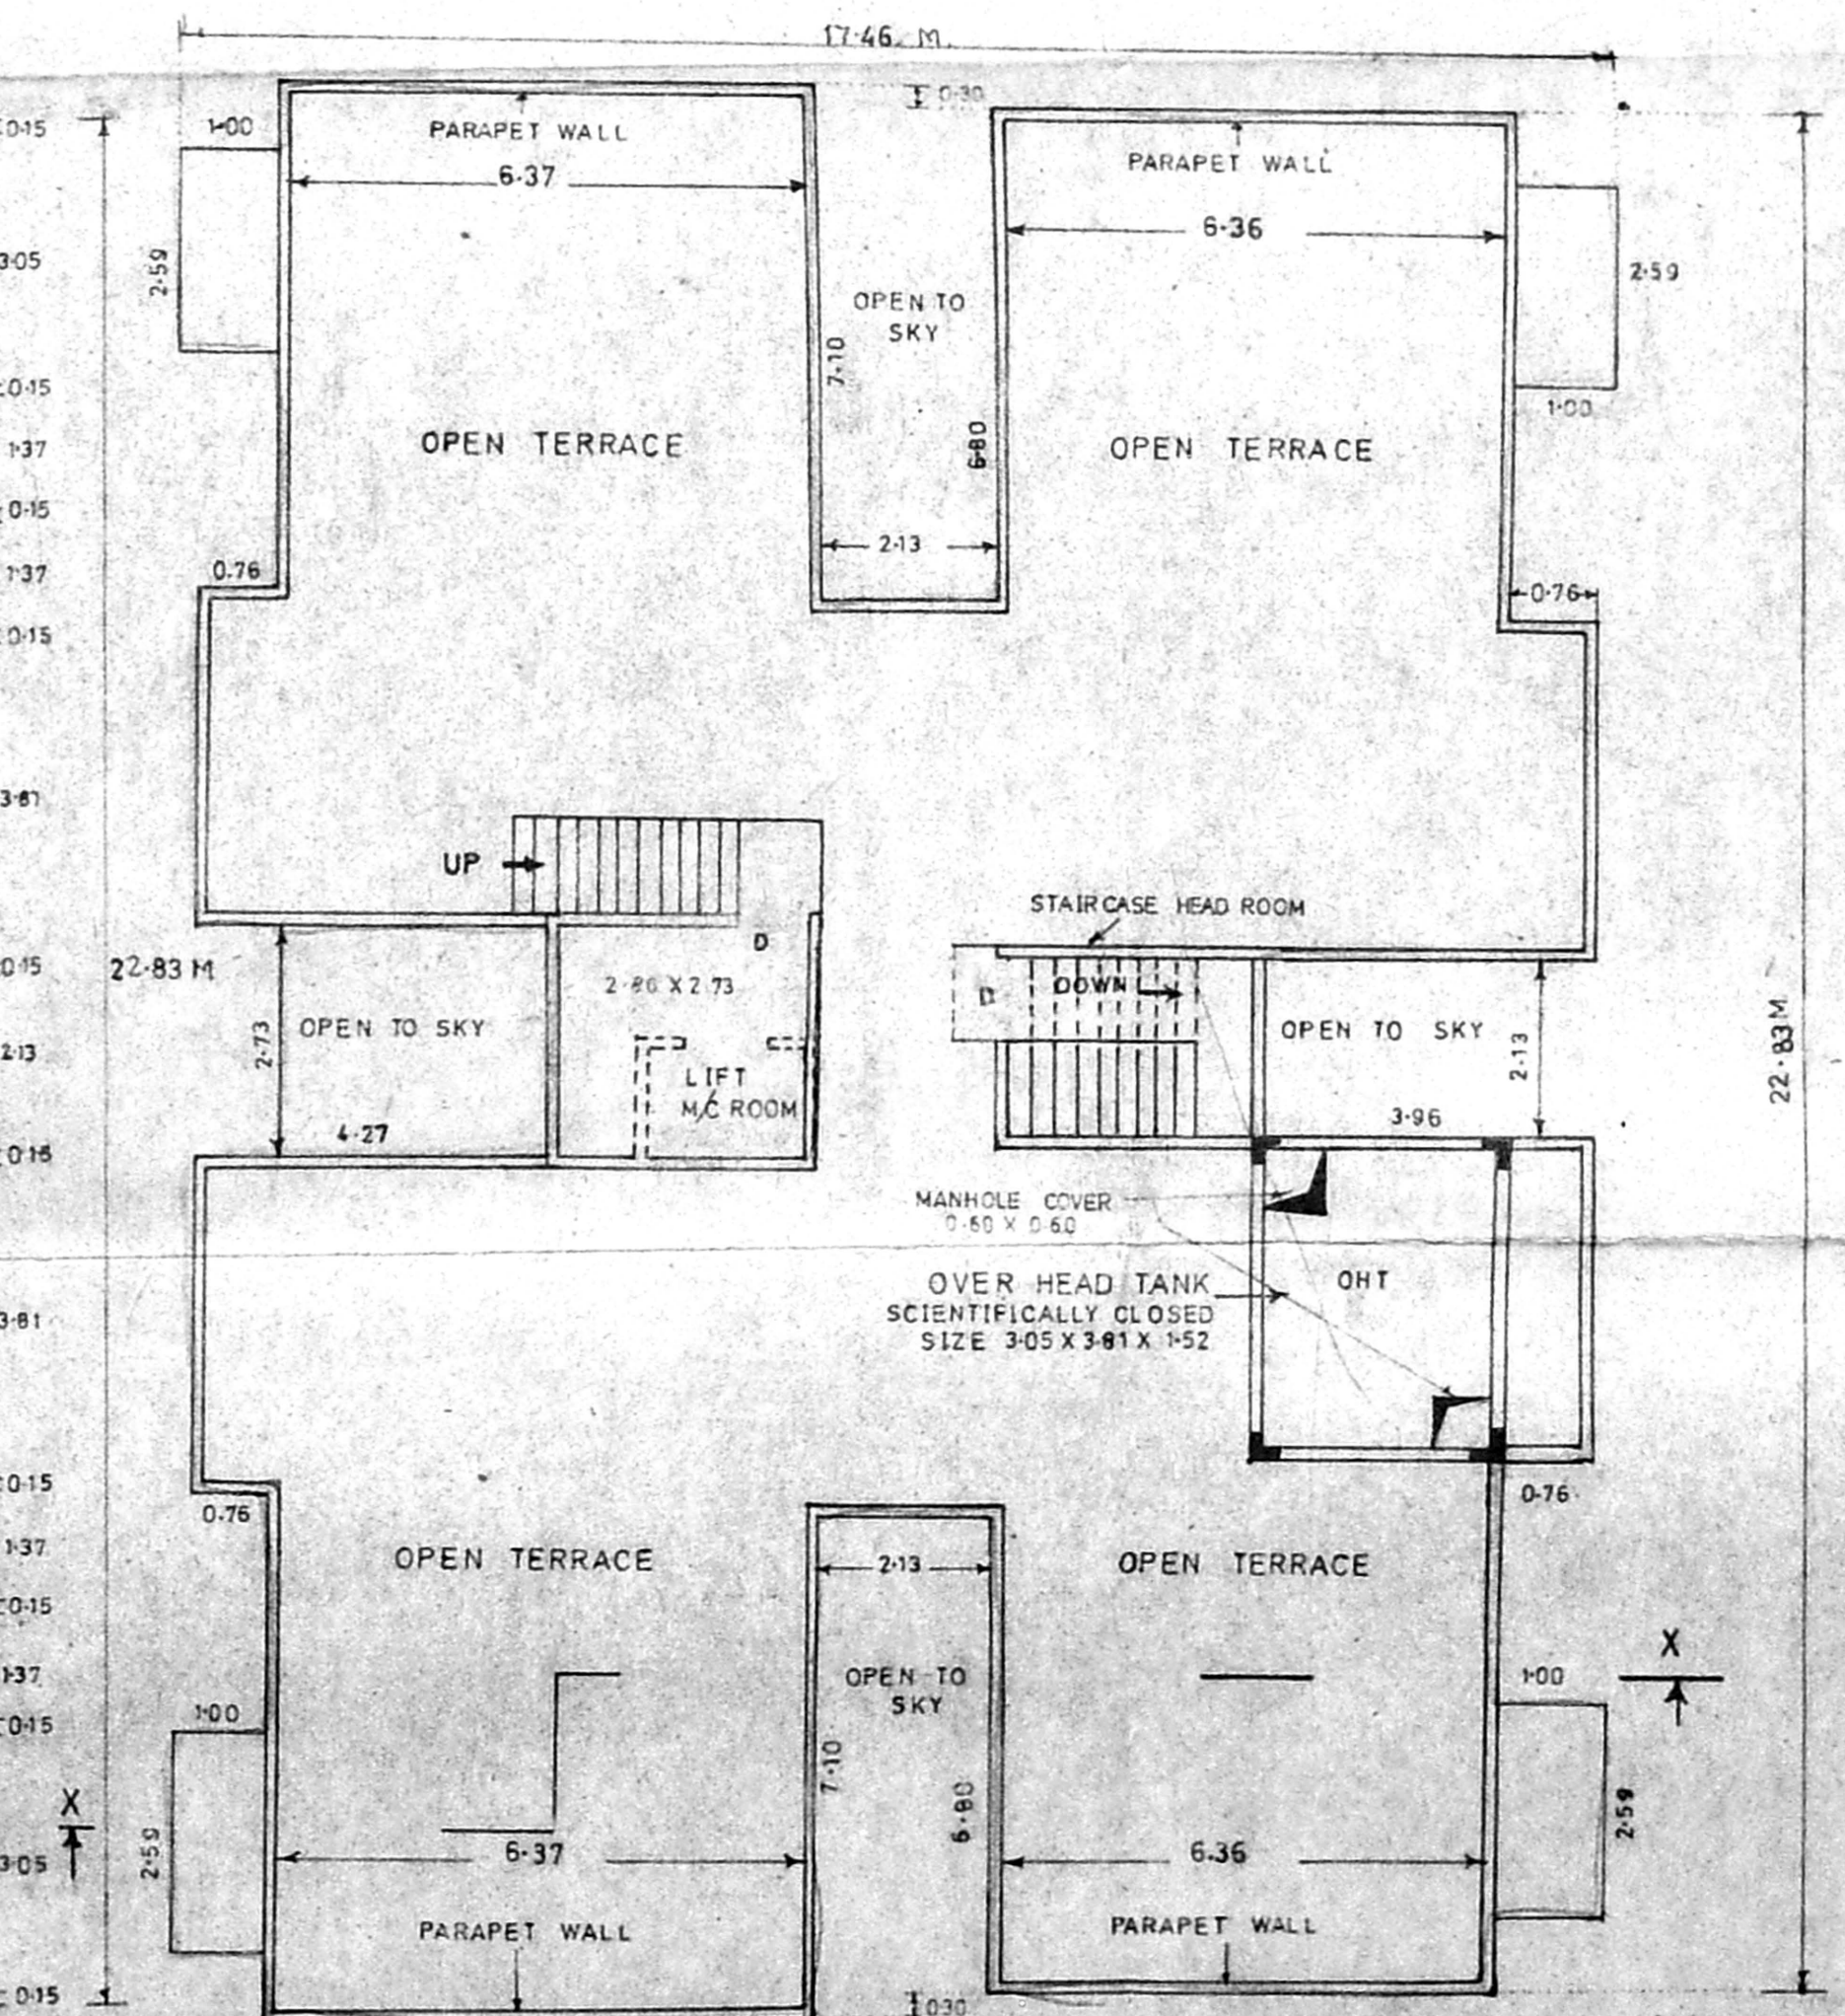 17.46 M.
0.30
0.15
1.00
PARAPET WALL
PARAPET WALL
6.37
6.36
2.59
3.05
2.59
OPEN TO
SKY
7.10
0.15
1.00
OPEN TERRACE
6.80
OPEN TERRACE
1.37
0.15
2.13
0.76
1.37
0.76
0.15
3.81
UP
STAIRCASE HEAD ROOM
D
0.15
22.83 M
2.80 X 2.73
D
DOWN
OPEN TO SKY
OPEN TO SKY
2.73
2.13
2.13
22.83M
LIFT
M/C ROOM
4.27
3.96
0.15
MANHOLE COVER
0.60 X 0.60
OVER HEAD TANK
OHT
SCIENTIFICALLY CLOSED
SIZE 3.05 X 3.81 X 1.52
3.81
0.15
0.76
0.76
1.37
OPEN TERRACE
2.13
OPEN TERRACE
0.15
X
1.37
OPEN TO
SKY
1.00
1.00
0.15
7.10
X
6.80
2.59
2.59
3.05
6.37
6.36
PARAPET WALL
PARAPET WALL
0.15
0.30